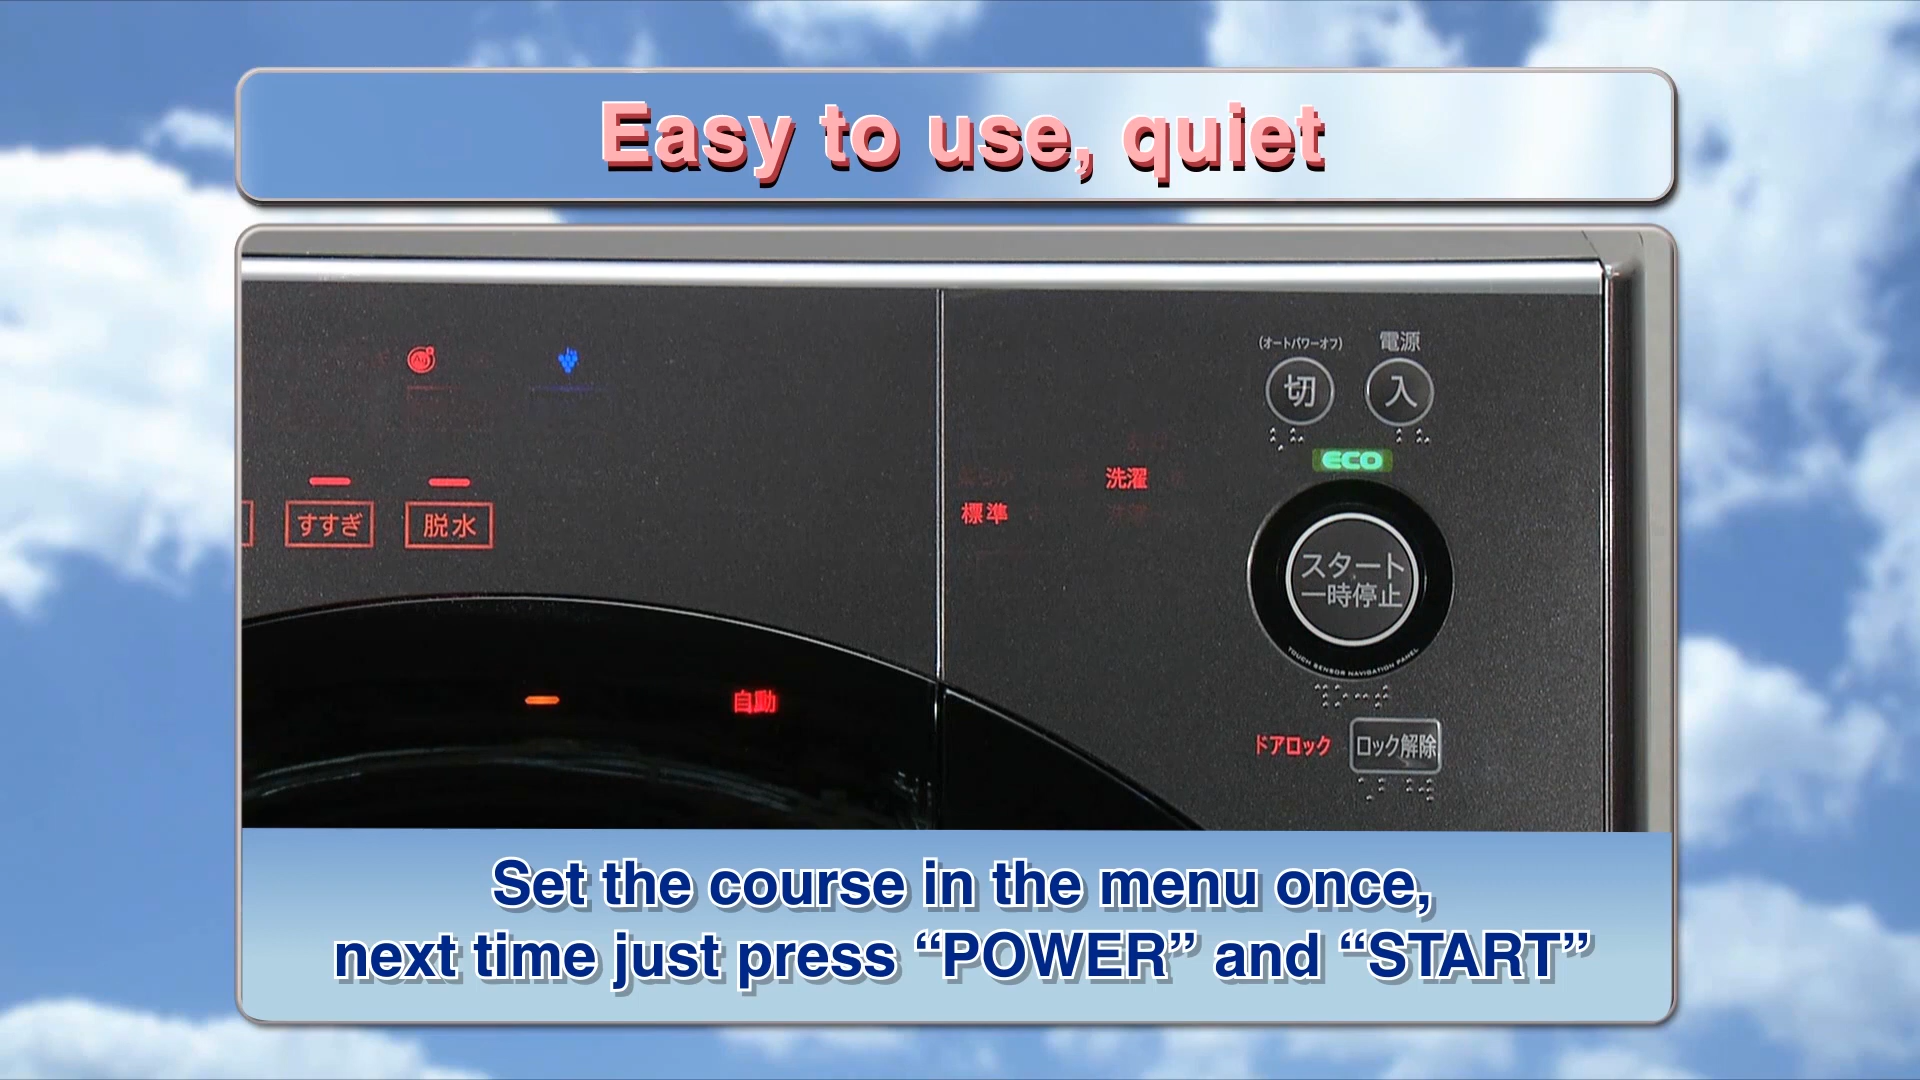 Easy to use, quiet
(オートパワーオフ)
電源
切
入
ECO
洗濯
標準
すすぎ
脱水
スタート
一時停止
TOUCH SENSOR NAVIGATION PANEL
自動
ドアロック
ロック解除
Set the course in the menu once,
next time just press “POWER” and “START”